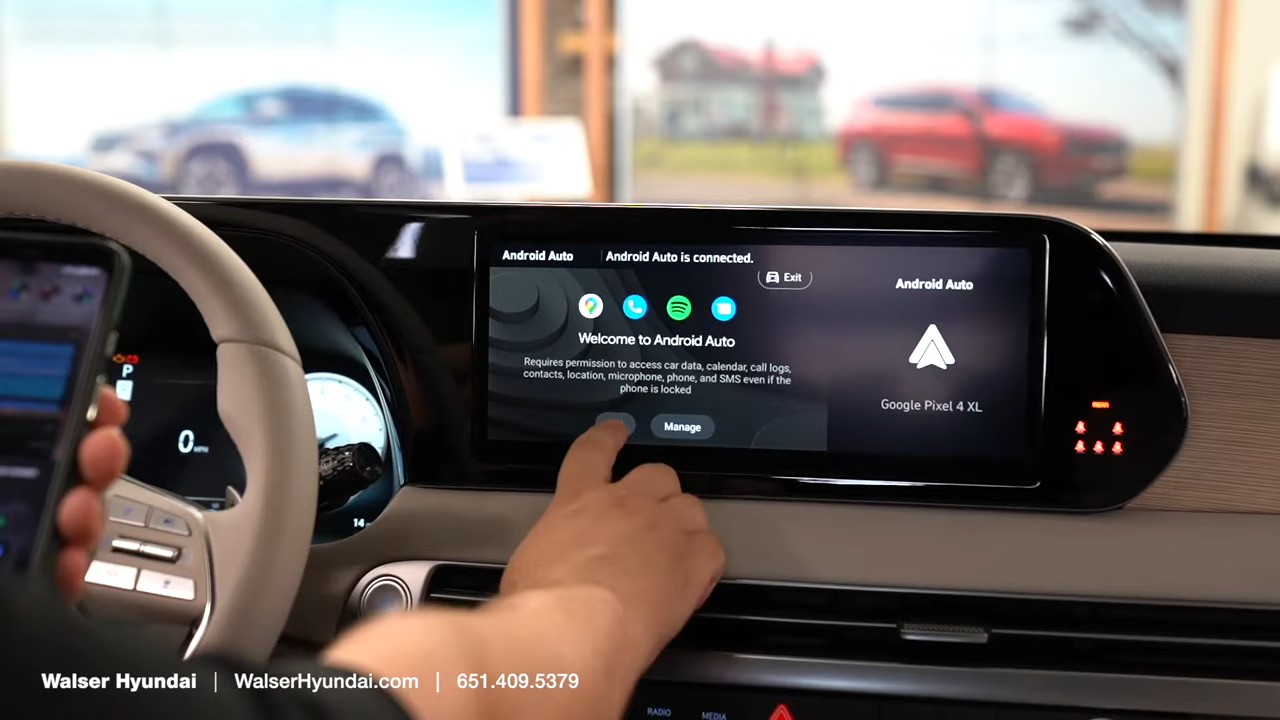 Android Auto
Android Auto is connected.
Exit
Android Auto
Welcome to Android Auto
Requires permission to access car data, calendar, call logs,
contacts, location, microphone, phone, and SMS even if the
phone is locked
Manage
Google Pixel 4 XL
P
0 MPH
14
RADIO
MEDIA
Walser Hyundai | WalserHyundai.com | 651.409.5379